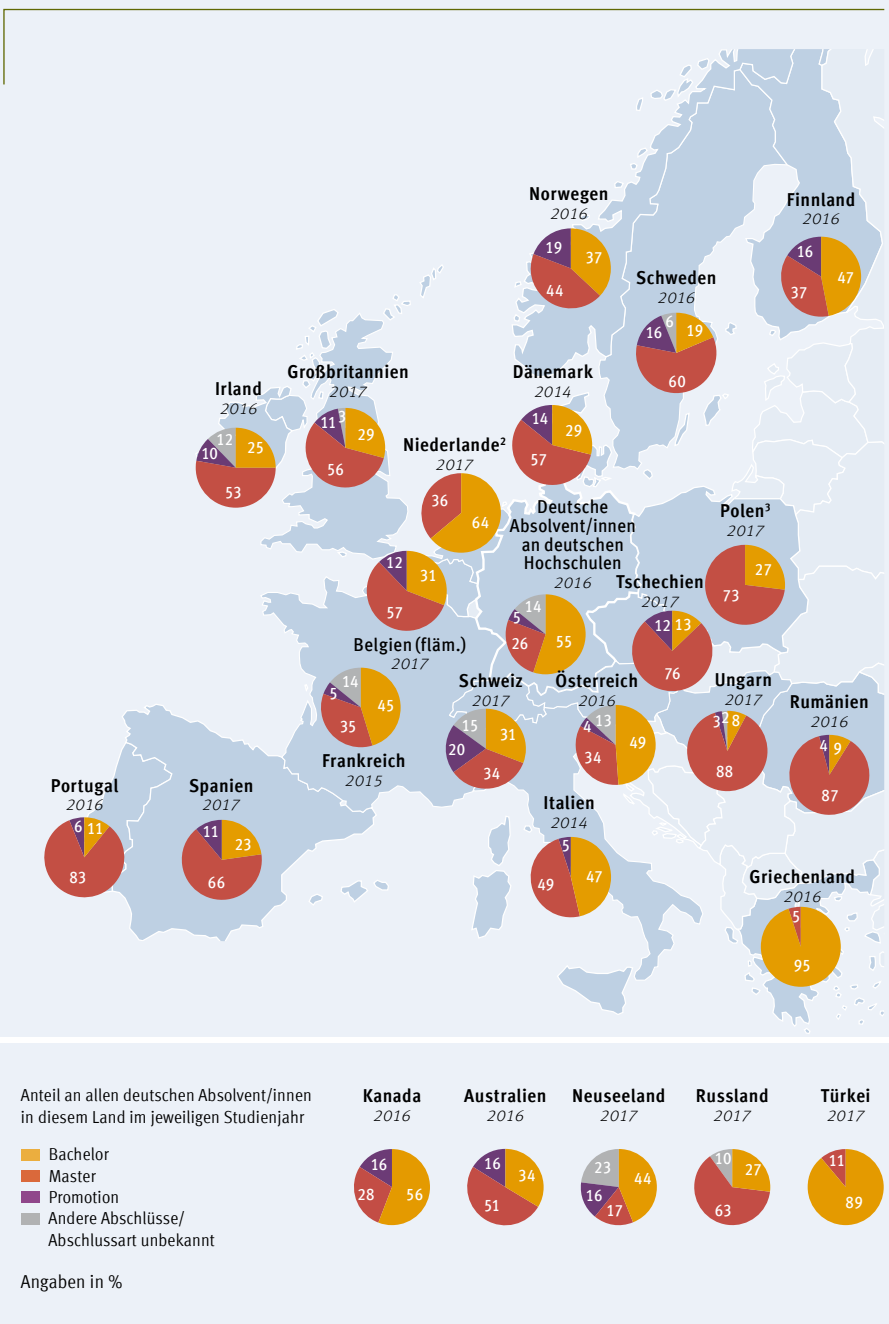 Norwegen
2016
19
37
44
Finnland
2016
16
47
37
Schweden
2016
6
16
19
60
Großbritannien
2017
11
3
29
56
Irland
2016
12
10
25
53
Dänemark
2014
14
29
57
Niederlande²
2017
36
64
Deutsche
Absolvent/innen
an deutschen
Hochschulen
2016
14
5
26
55
Polen³
2017
27
73
Tschechien
2017
12
13
76
12
31
57
Belgien (fläm.)
2017
14
5
45
35
Frankreich
2015
Schweiz
2017
15
31
20
34
Österreich
2016
13
4
49
34
Ungarn
2017
3
2
8
88
Rumänien
2016
4
9
87
Portugal
2016
6
11
83
Spanien
2017
11
23
66
Italien
2014
5
47
49
Griechenland
2016
5
95
Anteil an allen deutschen Absolvent/innen
in diesem Land im jeweiligen Studienjahr
Bachelor
Master
Promotion
Andere Abschlüsse/
Abschlussart unbekannt
Angaben in %
Kanada
2016
16
28
56
Australien
2016
16
34
51
Neuseeland
2017
23
44
16
17
Russland
2017
10
27
63
Türkei
2017
11
89